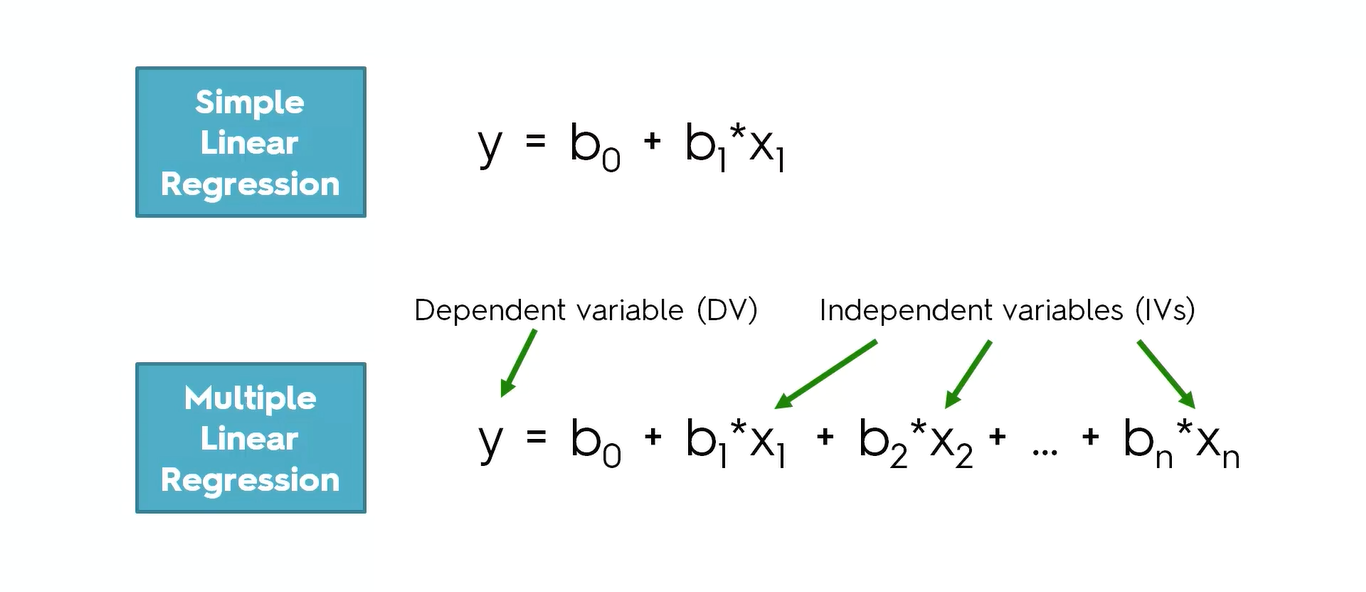 Simple
Linear
Regression
y = b₀ + b₁*x₁
Dependent variable (DV) Independent variables (IVs)
Multiple
Linear
Regression
y = b₀ + b₁*x₁ + b₂*x₂ + ... + bₙ*xₙ